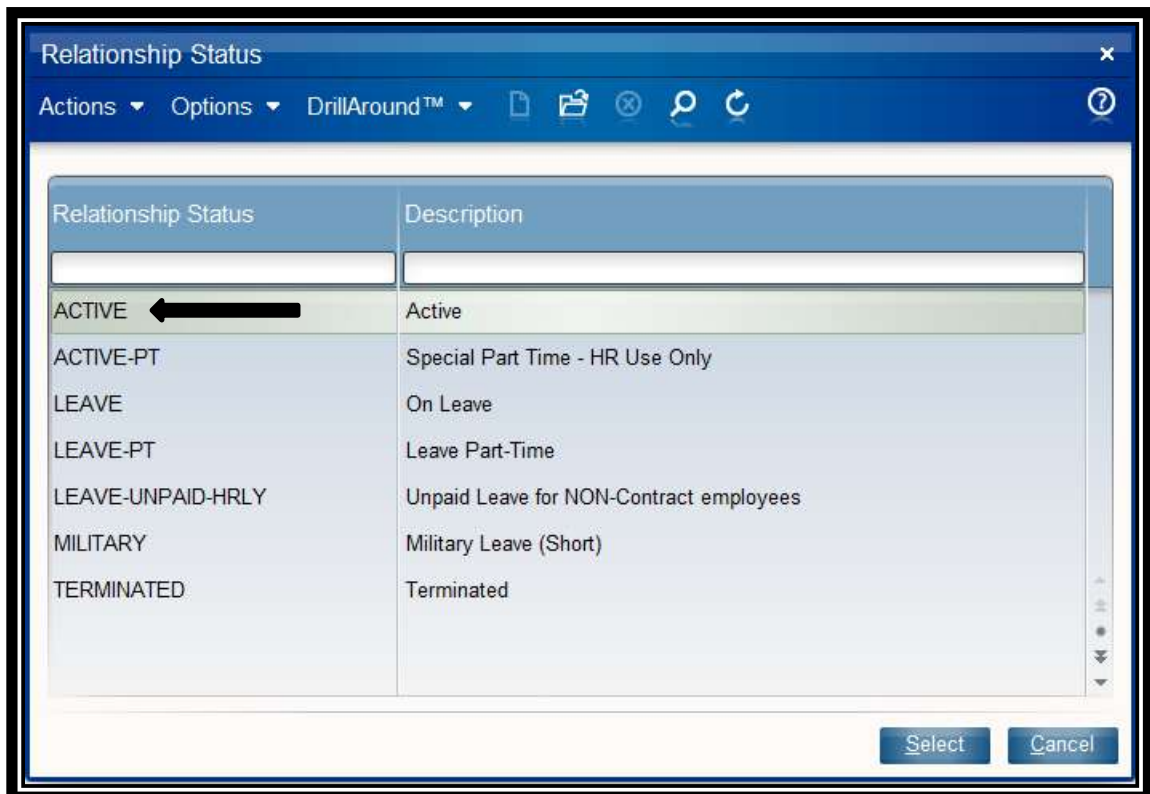 Relationship Status
Actions Options DrillAround™
Relationship Status Description
ACTIVE Active
ACTIVE-PT Special Part Time - HR Use Only
LEAVE On Leave
LEAVE-PT Leave Part-Time
LEAVE-UNPAID-HRLY Unpaid Leave for NON-Contract employees
MILITARY Military Leave (Short)
TERMINATED Terminated
Select Cancel